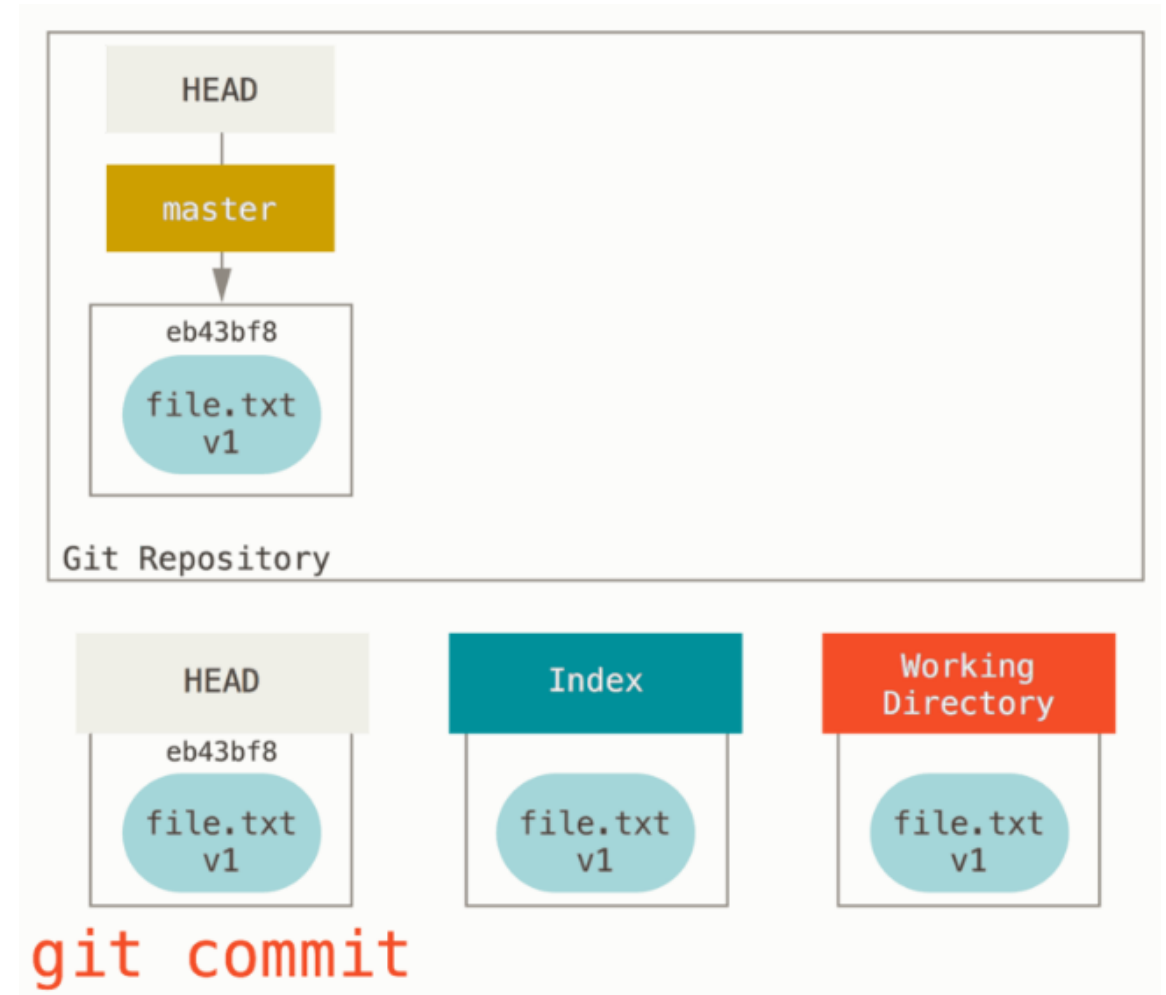 HEAD
master
eb43bf8
file.txt
v1
Git Repository
HEAD
eb43bf8
file.txt
v1
Index
file.txt
v1
Working
Directory
file.txt
v1
git commit